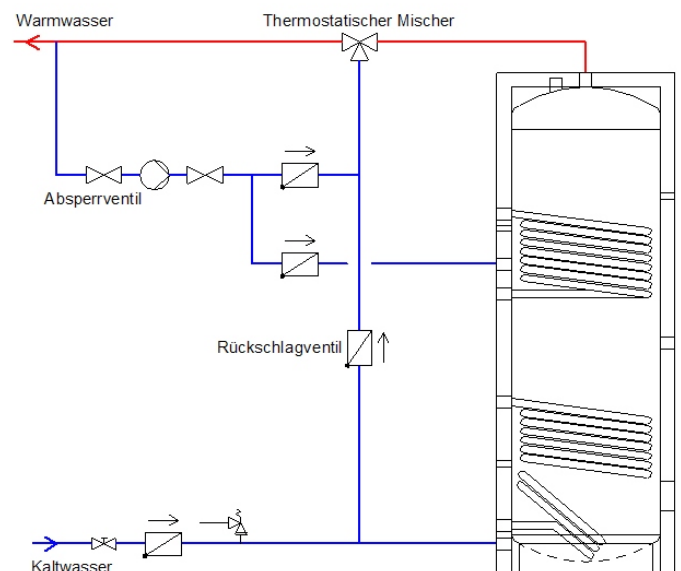 Warmwasser
Thermostatischer Mischer
Absperrventil
Rückschlagventil
Kaltwasser